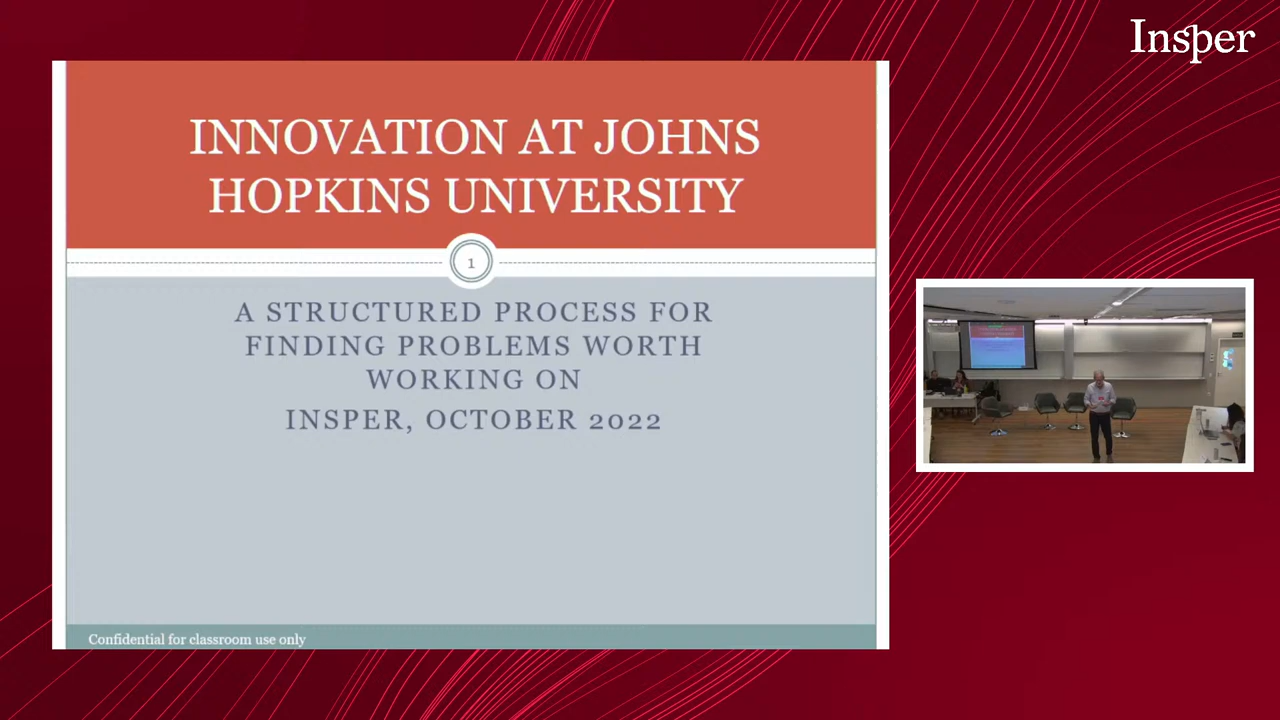 Insper
INNOVATION AT JOHNS
HOPKINS UNIVERSITY
1
A STRUCTURED PROCESS FOR
FINDING PROBLEMS WORTH
WORKING ON
INSPER, OCTOBER 2022
Confidential for classroom use only